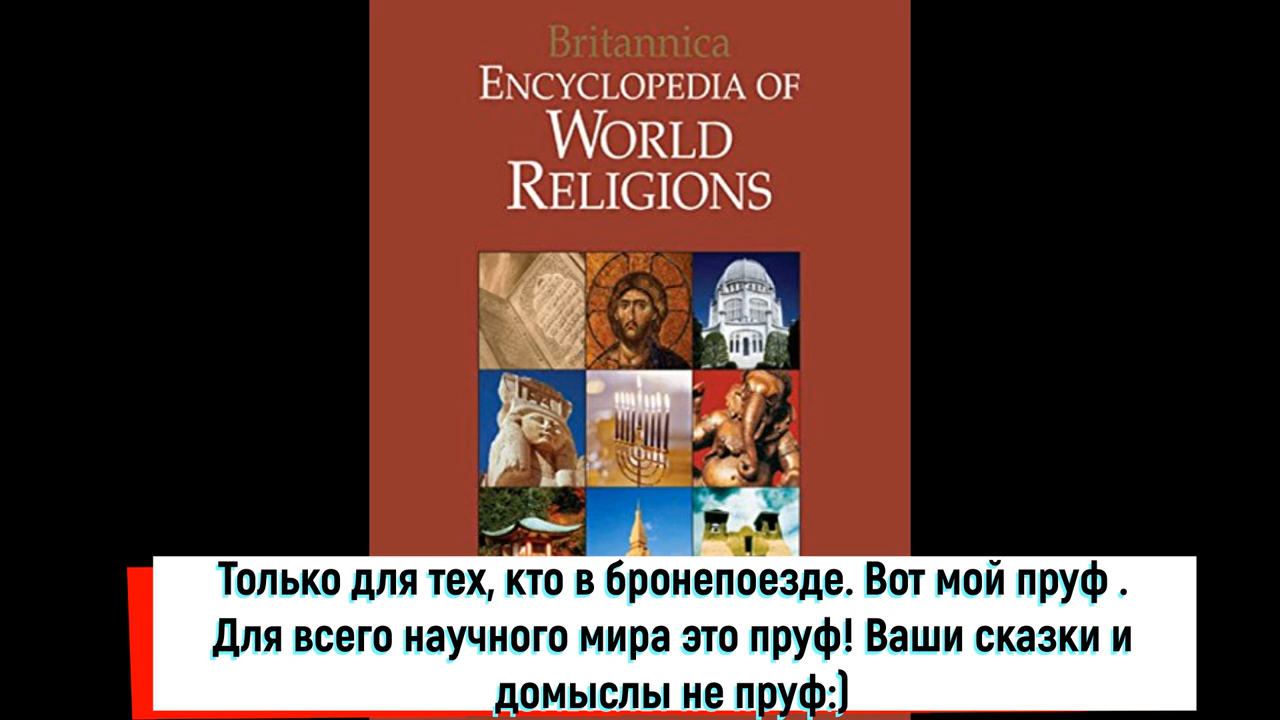 Britannica
ENCYCLOPEDIA OF
WORLD
RELIGIONS
Только для тех, кто в бронепоезде. Вот мой пруф .
Для всего научного мира это пруф! Ваши сказки и
домыслы не пруф:)